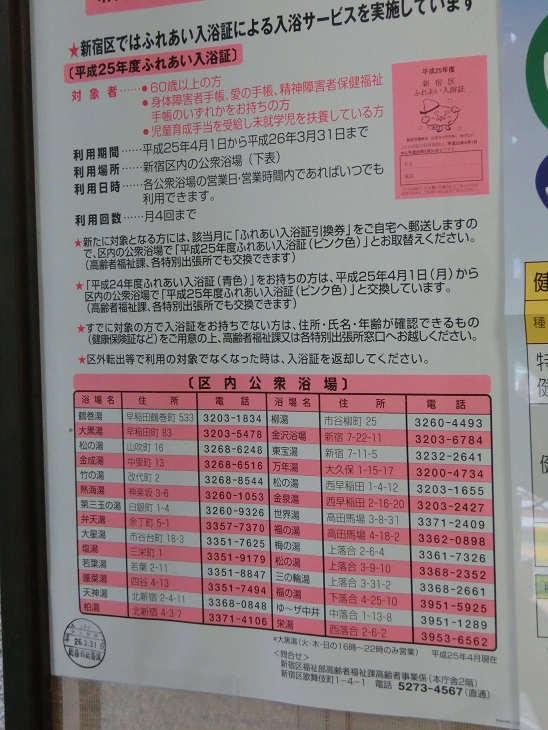 ★新宿区ではふれあい入浴証による入浴サービスを実施しています
〔平成25年度ふれあい入浴証〕
対象者……●60歳以上の方
●身体障害者手帳、愛の手帳、精神障害者保健福祉
手帳のいずれかをお持ちの方
●児童育成手当を受給し未就学児を扶養している方
利用期間……平成25年4月1日から平成26年3月31日まで
利用場所……新宿区内の公衆浴場（下表）
利用日時……各公衆浴場の営業日・営業時間内であればいつでも
利用できます。
利用回数……月4回まで
平成25年度
新宿区
ふれあい入浴証
★新たに対象となる方には、該当月に「ふれあい入浴証引換券」をご自宅へ郵送しますの
で、区内の公衆浴場で「平成25年度ふれあい入浴証（ピンク色）」とお取替えください。
（高齢者福祉課、各特別出張所でも交換できます）
★「平成24年度ふれあい入浴証（青色）」をお持ちの方は、平成25年4月1日（月）から
区内の公衆浴場で「平成25年度ふれあい入浴証（ピンク色）」と交換しています。
（高齢者福祉課、各特別出張所でも交換できます）
★すでに対象の方で入浴証をお持ちでない方は、住所・氏名・年齢が確認できるもの
（健康保険証など）をご用意の上、高齢者福祉課又は各特別出張所窓口へお越しください。
★区外転出等で利用の対象でなくなった時は、入浴証を返却してください。
〔区内公衆浴場〕
浴場名 住所 電話 浴場名 住所 電話
鶴巻湯 早稲田鶴巻町 533 3203-1834 柳湯 市谷柳町 25 3260-4493
*大黒湯 早稲田町 83 3203-5478 金沢浴場 新宿 7-22-11 3203-6784
松の湯 山吹町 16 3268-6248 東宝湯 新宿 7-11-5 3232-2641
金成湯 中里町 13 3268-6516 万年湯 大久保 1-15-17 3200-4734
竹の湯 改代町 2 3268-8544 松の湯 西早稲田 1-4-12 3203-1655
熱海湯 神楽坂 3-6 3260-1053 金泉湯 西早稲田 2-16-20 3203-2427
第三玉の湯 白銀町 1-4 3260-9326 世界湯 高田馬場 3-8-31 3371-2409
弁天湯 余丁町 5-1 3357-7370 福の湯 高田馬場 4-18-2 3362-0898
大星湯 市谷台町 18-3 3351-7625 梅の湯 上落合 2-6-4 3361-7326
塩湯 三栄町 1 3351-9179 松の湯 上落合 3-9-10 3368-2352
若葉湯 若葉 2-11 3351-8847 三の輪湯 上落合 3-31-2 3368-2661
蓬莱湯 四谷 4-13 3351-7494 福の湯 下落合 4-25-10 3951-5925
天神湯 北新宿 2-4-11 3368-0848 ゆ〜ザ中井 中落合 1-13-8 3951-1289
柏湯 北新宿 4-3-7 3371-4106 栄湯 西落合 2-6-2 3953-6562
*大黒湯（火・木・日の16時〜22時のみ営業） 平成25年4月現在
26.3.31
〈問合せ〉
新宿区福祉部高齢者福祉課高齢者事業係（本庁舎2階）
新宿区歌舞伎町1－4－1 電話 5273-4567（直通）
健
種
特
健
健